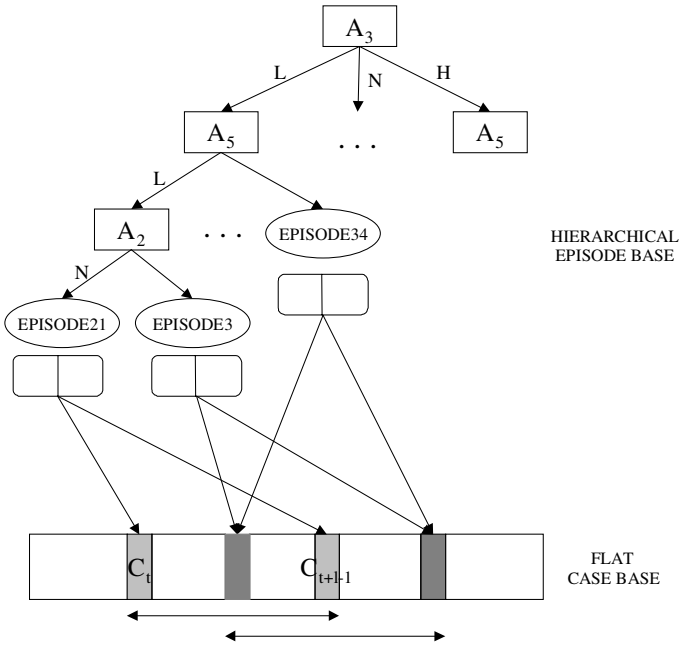 A3
L N H
A5 . . . A5
L
A2 . . . EPISODE34
HIERARCHICAL
EPISODE BASE
N
EPISODE21 EPISODE3
Ct Ct+l-1
FLAT
CASE BASE